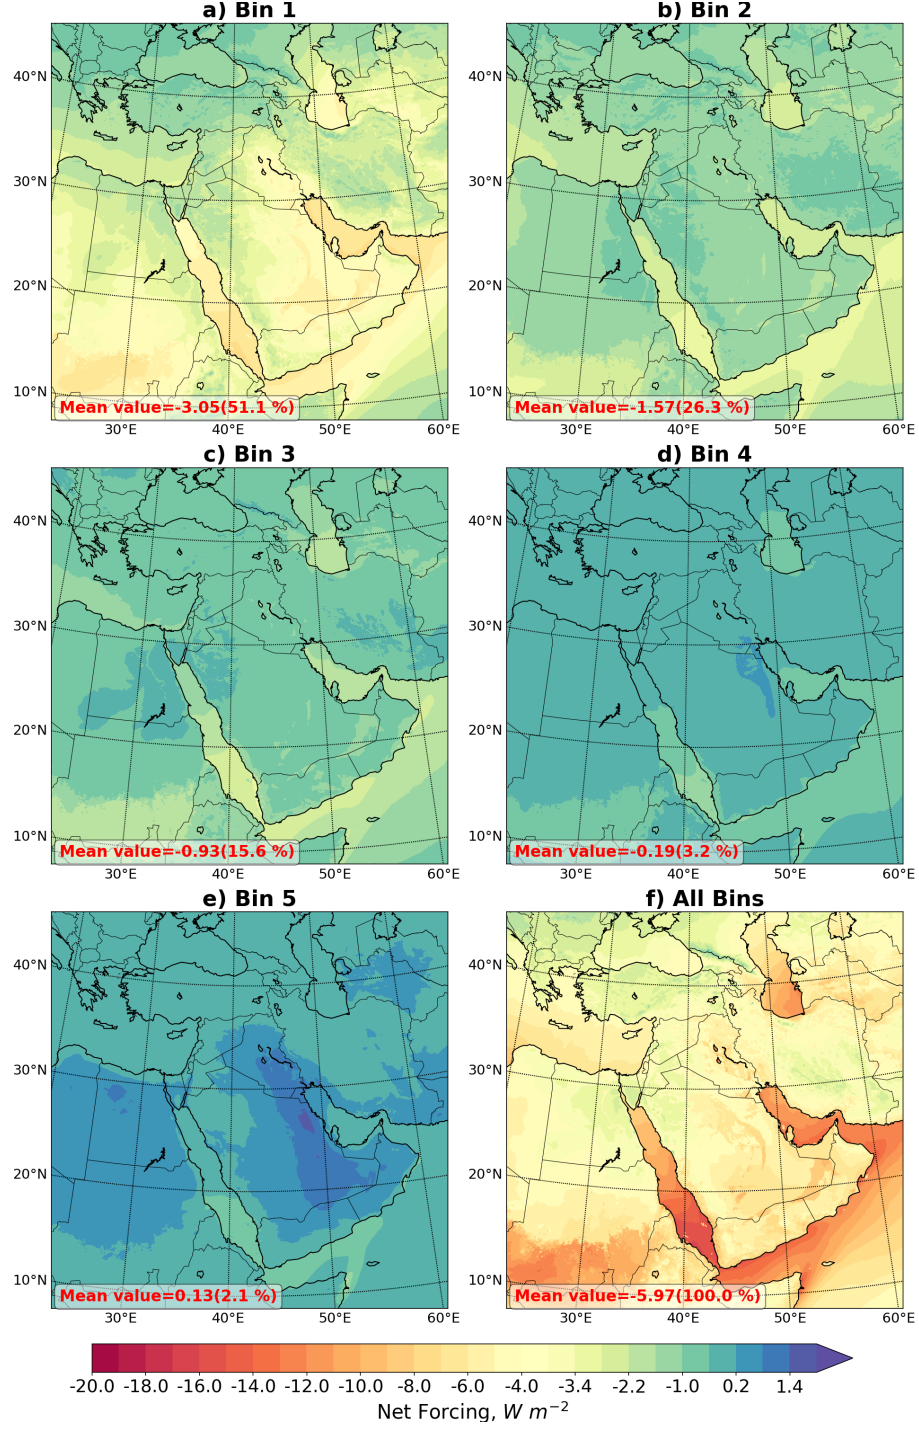 a) Bin 1
b) Bin 2
40°N
30°N
20°N
10°N
40°N
30°N
20°N
10°N
Mean value=-3.05(51.1 %)
Mean value=-1.57(26.3 %)
30°E 40°E 50°E 60°E
30°E 40°E 50°E 60°E
c) Bin 3
d) Bin 4
40°N
30°N
20°N
10°N
40°N
30°N
20°N
10°N
Mean value=-0.93(15.6 %)
Mean value=-0.19(3.2 %)
30°E 40°E 50°E 60°E
30°E 40°E 50°E 60°E
e) Bin 5
f) All Bins
40°N
30°N
20°N
10°N
40°N
30°N
20°N
10°N
Mean value=0.13(2.1 %)
Mean value=-5.97(100.0 %)
30°E 40°E 50°E 60°E
30°E 40°E 50°E 60°E
-20.0 -18.0 -16.0 -14.0 -12.0 -10.0 -8.0 -6.0 -4.0 -3.4 -2.2 -1.0 0.2 1.4
Net Forcing, W m⁻²